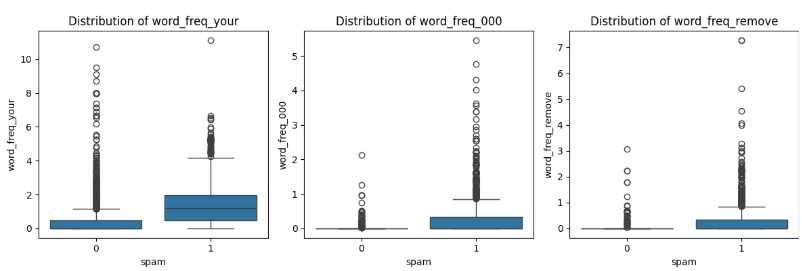 Distribution of word_freq_your
word_freq_your
10
8
6
4
2
0
0
1
spam
Distribution of word_freq_000
word_freq_000
5
4
3
2
1
0
0
1
spam
Distribution of word_freq_remove
word_freq_remove
7
6
5
4
3
2
1
0
0
1
spam